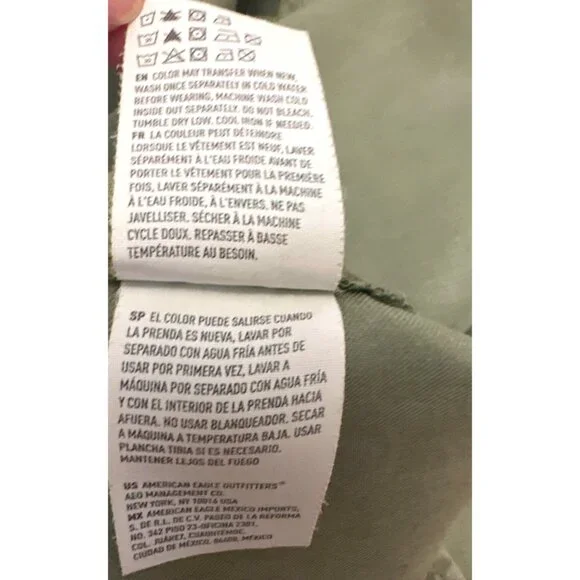 EN COLOR MAY TRANSFER WHEN NEW,
WASH ONCE SEPARATELY IN COLD WATER
BEFORE WEARING, MACHINE WASH COLD
INSIDE OUT SEPARATELY. DO NOT BLEACH.
TUMBLE DRY LOW. COOL IRON IF NEEDED.
FR LA COULEUR PEUT DÉTEINDRE
LORSQUE LE VÊTEMENT EST NEUF, LAVER
SÉPARÉMENT À L'EAU FROIDE AVANT DE
PORTER LE VÊTEMENT POUR LA PREMIÈRE
FOIS, LAVER SÉPARÉMENT À LA MACHINE
À L'EAU FROIDE, À L'ENVERS. NE PAS
JAVELLISER. SÉCHER À LA MACHINE
CYCLE DOUX. REPASSER À BASSE
TEMPÉRATURE AU BESOIN.
SP EL COLOR PUEDE SALIRSE CUANDO
LA PRENDA ES NUEVA, LAVAR POR
SEPARADO CON AGUA FRÍA ANTES DE
USAR POR PRIMERA VEZ, LAVAR A
MÁQUINA POR SEPARADO CON AGUA FRÍA
Y CON EL INTERIOR DE LA PRENDA HACIA
AFUERA. NO USAR BLANQUEADOR. SECAR
A MÁQUINA A TEMPERATURA BAJA. USAR
PLANCHA TIBIA SI ES NECESARIO.
MANTENER LEJOS DEL FUEGO
US AMERICAN EAGLE OUTFITTERS®
AEO MANAGEMENT CO.
NEW YORK, NY 10016 USA
MX AMERICAN EAGLE MEXICO IMPORTS,
S. DE R.L. DE C.V. PASEO DE LA REFORMA
NO. 342 PISO 23-OFICINA 2301,
COL. JUÁREZ, CUAUHTEMOC,
CIUDAD DE MÉXICO, 06600, MÉXICO